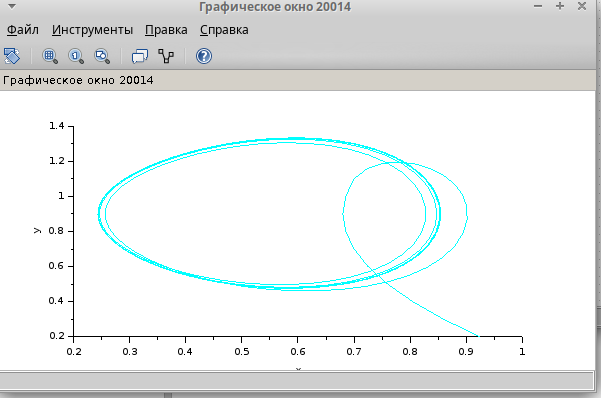 Графическое окно 20014
Файл Инструменты Правка Справка
Графическое окно 20014
1.4
1.2
1
y
0.8
0.6
0.4
0.2
0.2 0.3 0.4 0.5 0.6 0.7 0.8 0.9 1